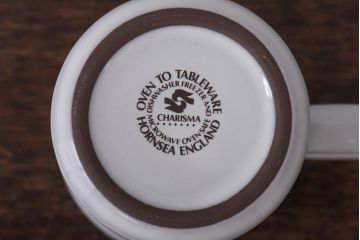 OVEN TO TABLEWARE
DISHWASHER FREEZER AND
CHARISMA
MICROWAVE OVEN SAFE
HORNSEA ENGLAND